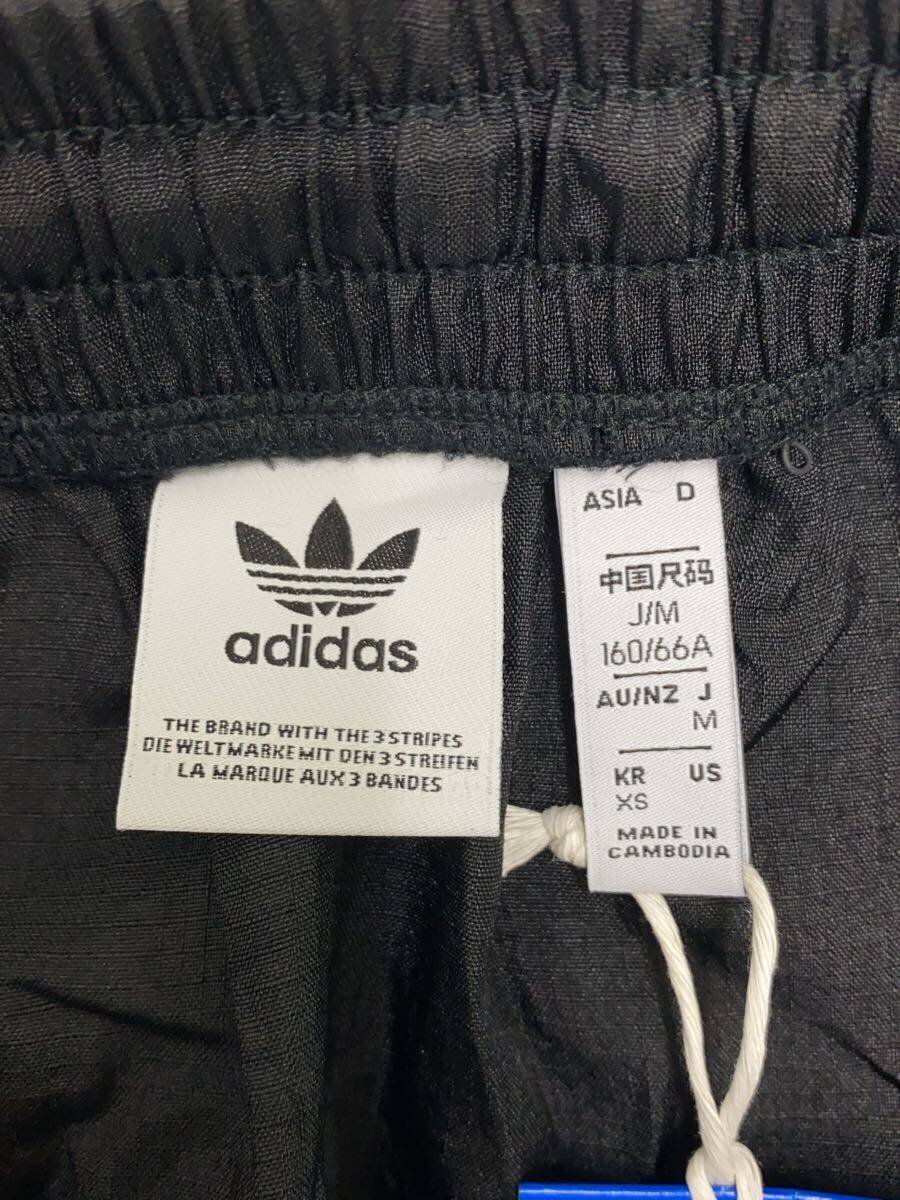 adidas
THE BRAND WITH THE 3 STRIPES
DIE WELTMARKE MIT DEN 3 STREIFEN
LA MARQUE AUX 3 BANDES
ASIA D
中国尺码
J/M
160/66A
AU/NZ J
M
KR US
XS
MADE IN
CAMBODIA